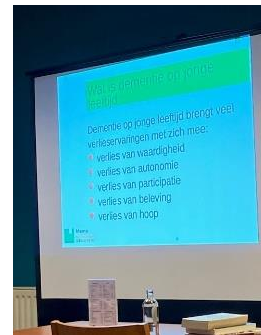 Wat is dementie op jonge
leeftijd
Dementie op jonge leeftijd brengt veel
verlieservaringen met zich mee:
verlies van waardigheid
verlies van autonomie
verlies van participatie
verlies van beleving
verlies van hoop